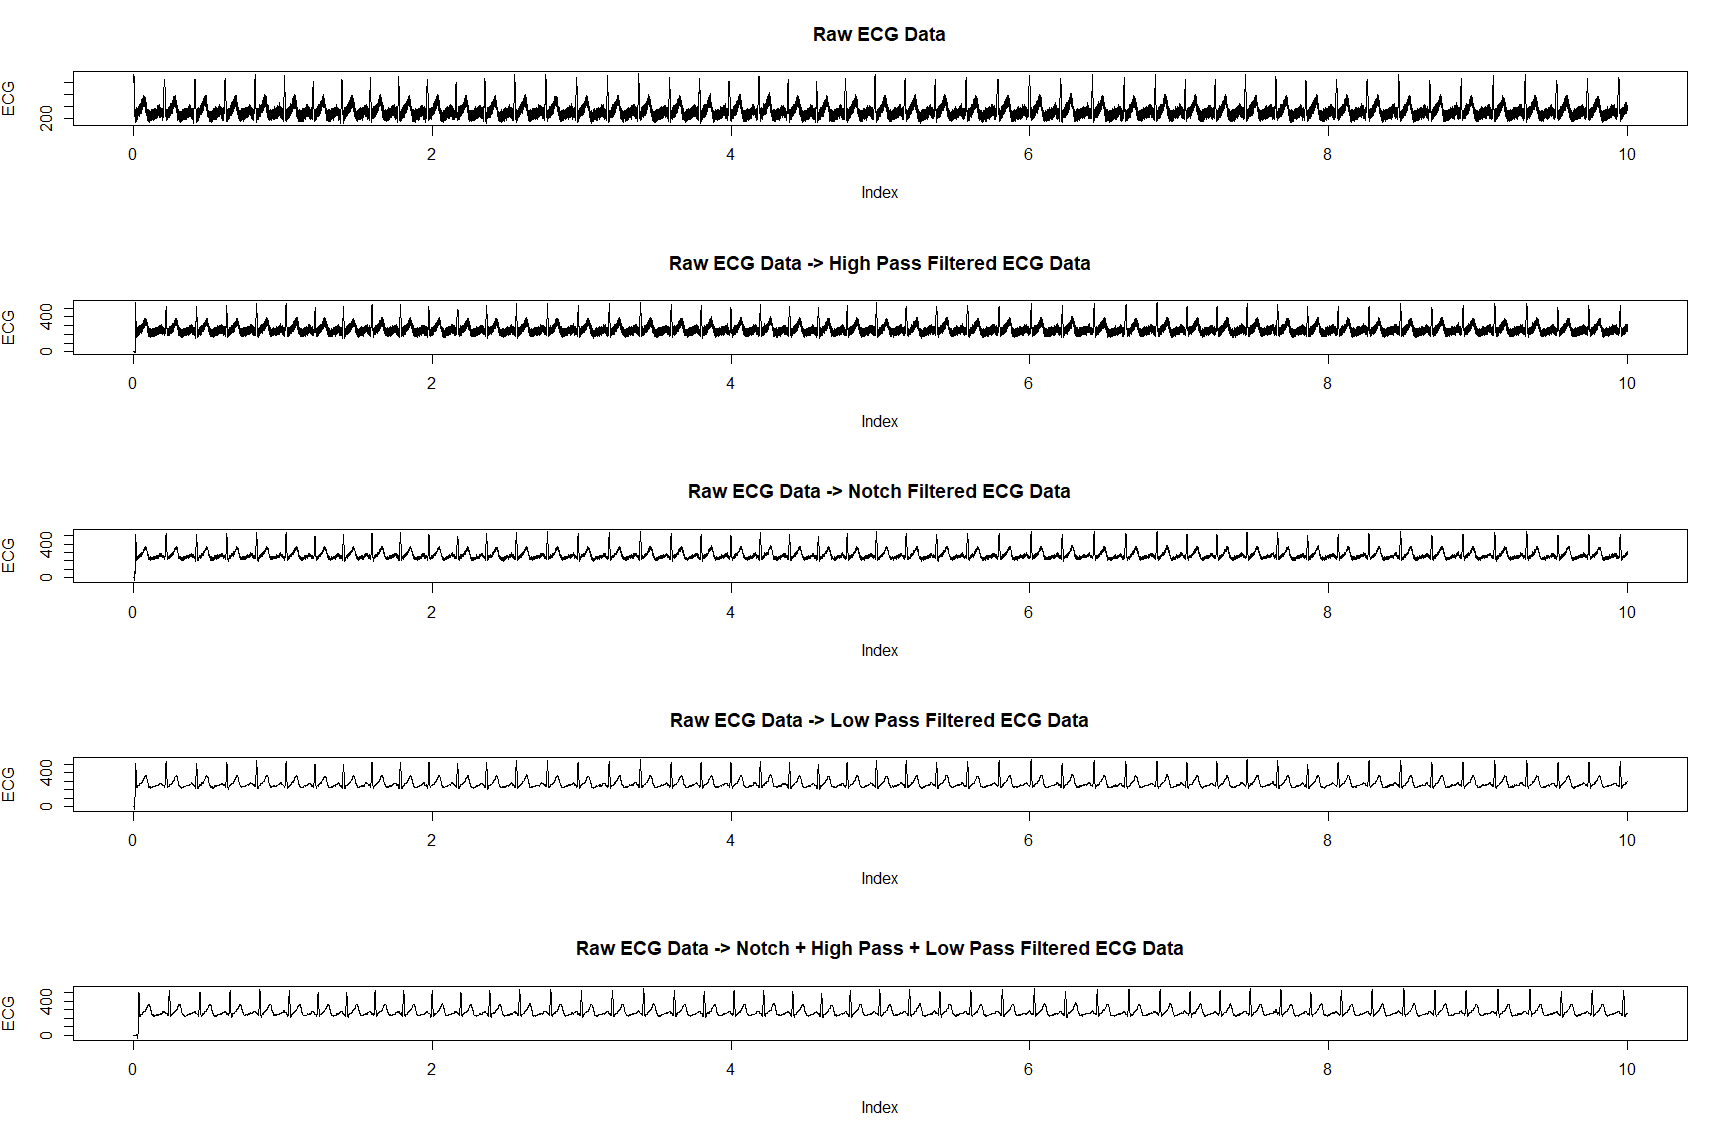 Raw ECG Data
ECG
200
0 2 4 6 8 10
Index
Raw ECG Data -> High Pass Filtered ECG Data
ECG
0 400
0 2 4 6 8 10
Index
Raw ECG Data -> Notch Filtered ECG Data
ECG
0 400
0 2 4 6 8 10
Index
Raw ECG Data -> Low Pass Filtered ECG Data
ECG
0 400
0 2 4 6 8 10
Index
Raw ECG Data -> Notch + High Pass + Low Pass Filtered ECG Data
ECG
0 400
0 2 4 6 8 10
Index